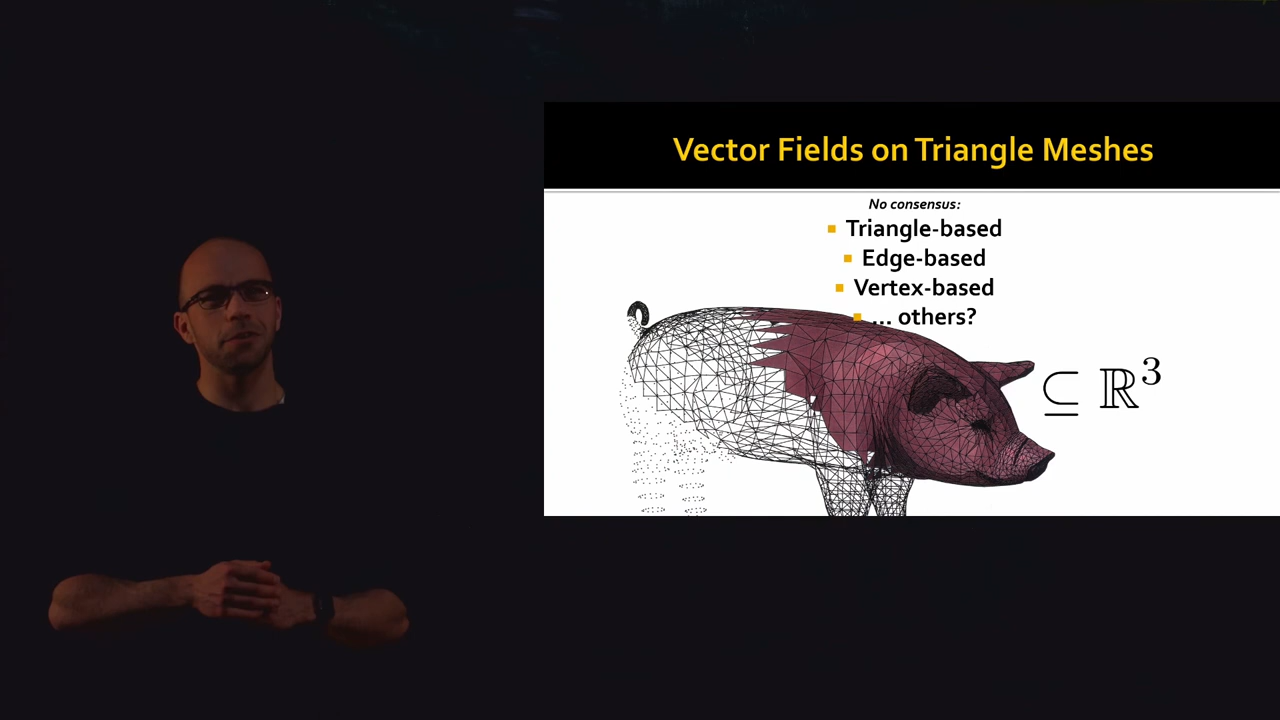 Vector Fields on Triangle Meshes
No consensus:
Triangle-based
Edge-based
Vertex-based
... others?
⊆ ℝ³